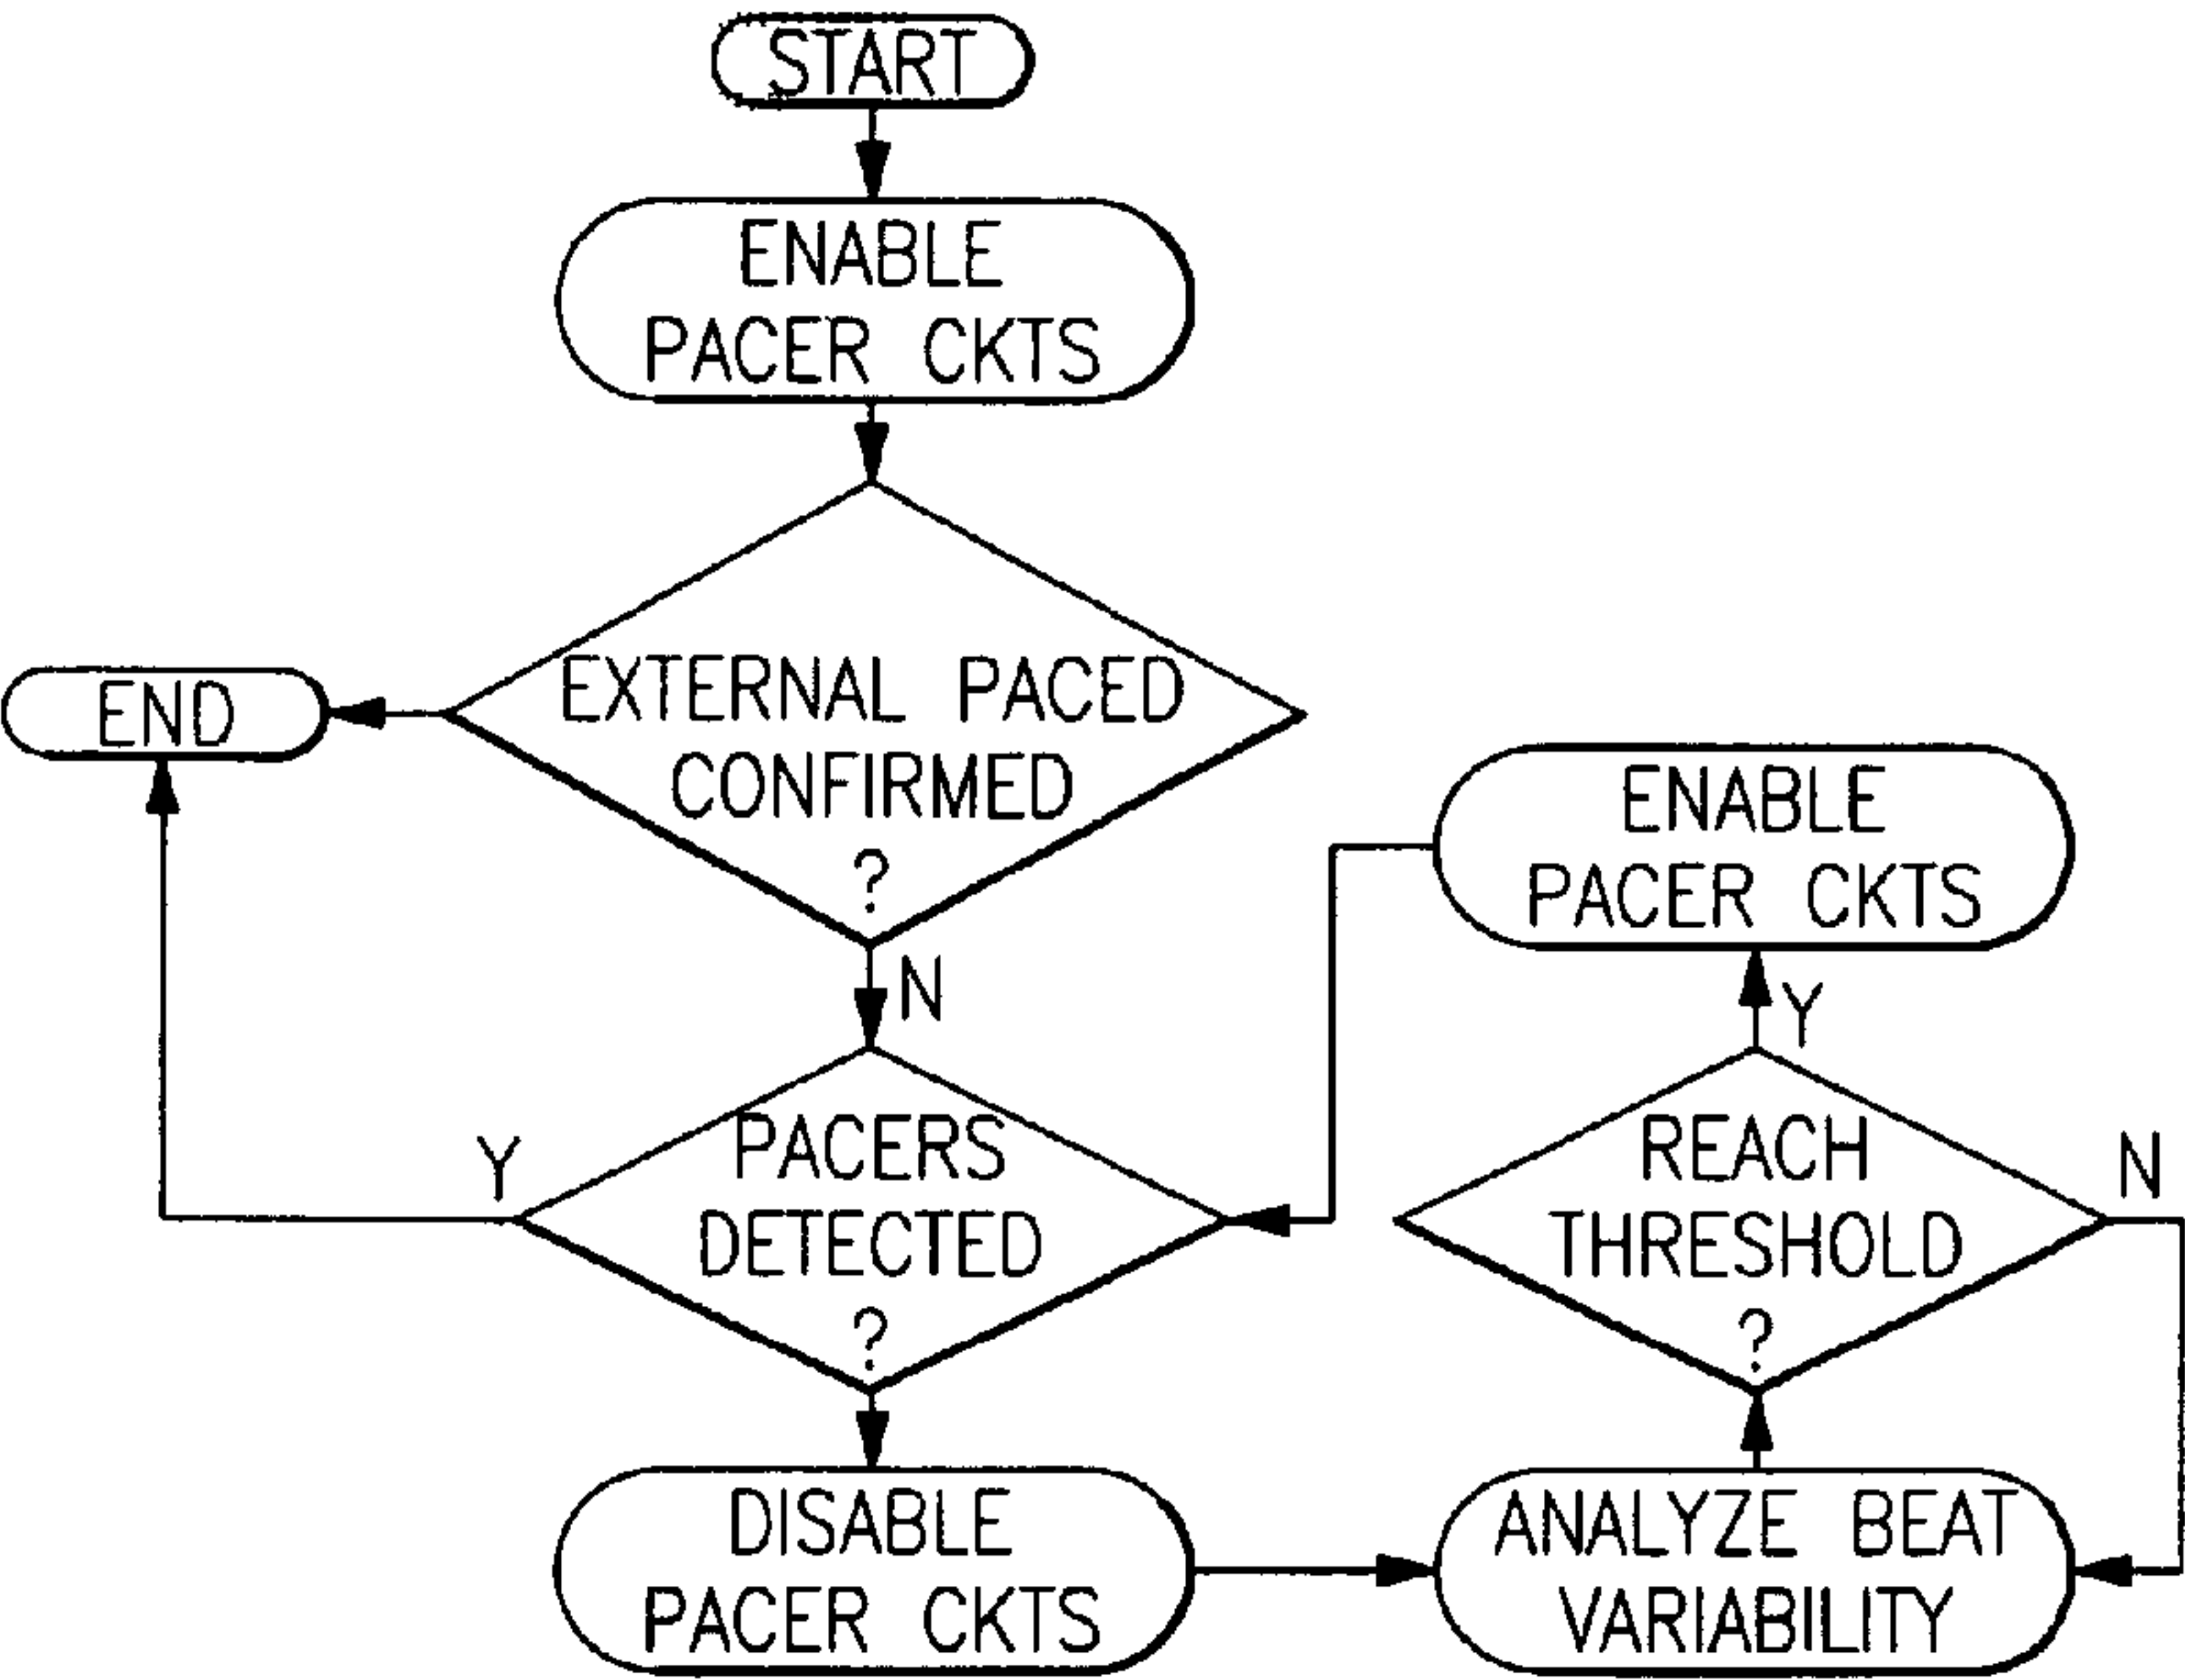 START
ENABLE
PACER CKTS
EXTERNAL PACED
CONFIRMED
?
END
N
PACERS
DETECTED
?
Y
DISABLE
PACER CKTS
ANALYZE BEAT
VARIABILITY
REACH
THRESHOLD
?
N
Y
ENABLE
PACER CKTS